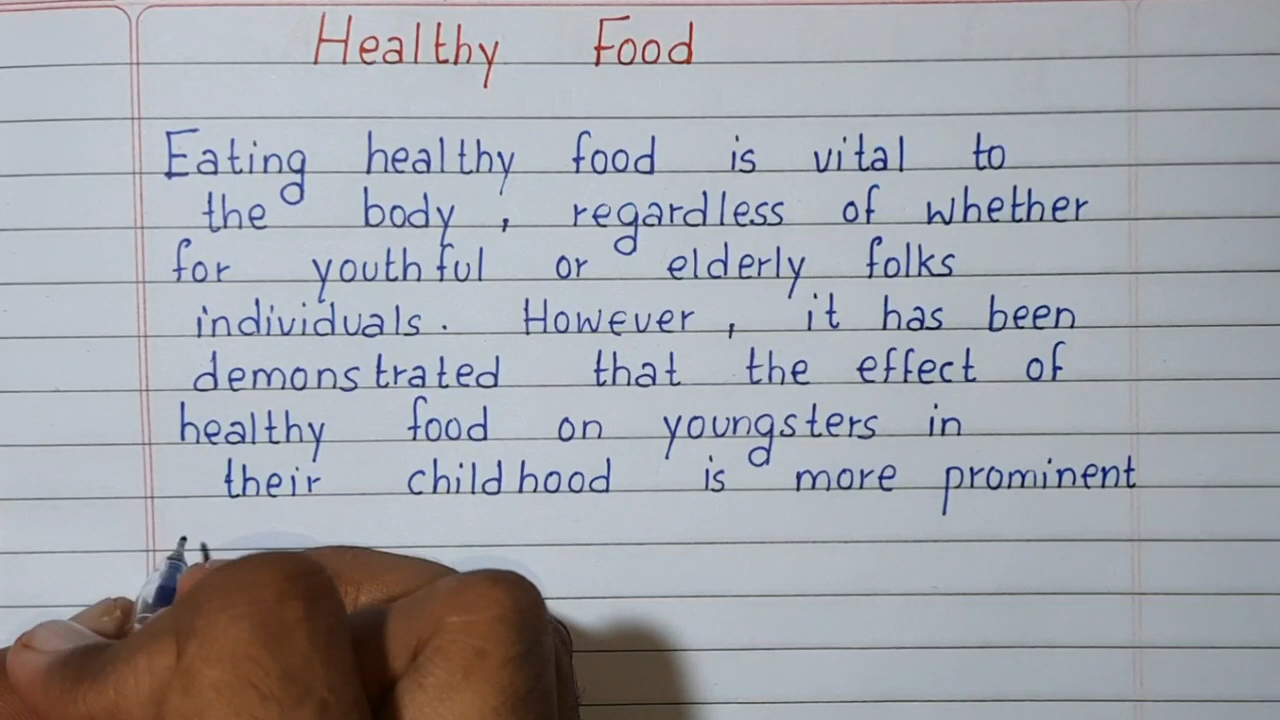 Healthy Food
Eating healthy food is vital to
the body, regardless of whether
for youthful or elderly folks
individuals. However, it has been
demonstrated that the effect of
healthy food on youngsters in
their childhood is more prominent